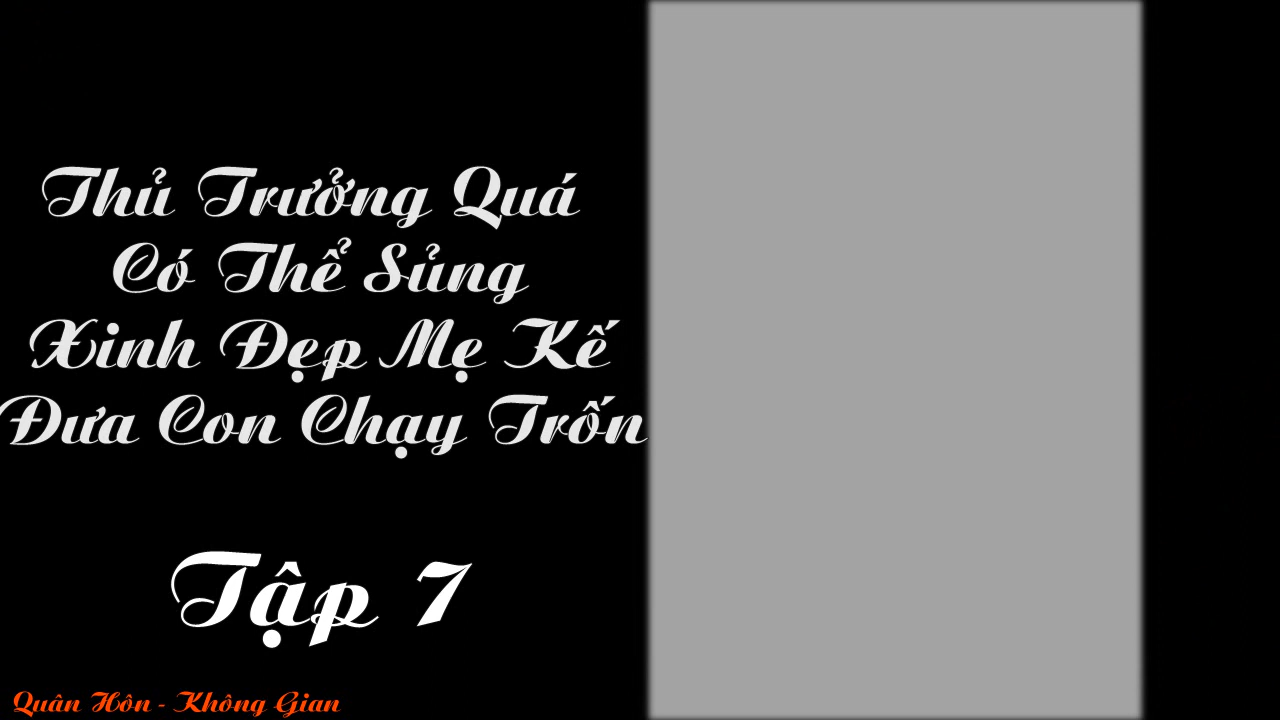 Thủ Trưởng Quá
Có Thể Sủng
Xinh Đẹp Mẹ Kế
Đưa Con Chạy Trốn
Tập 7
Quân Hôn - Không Gian